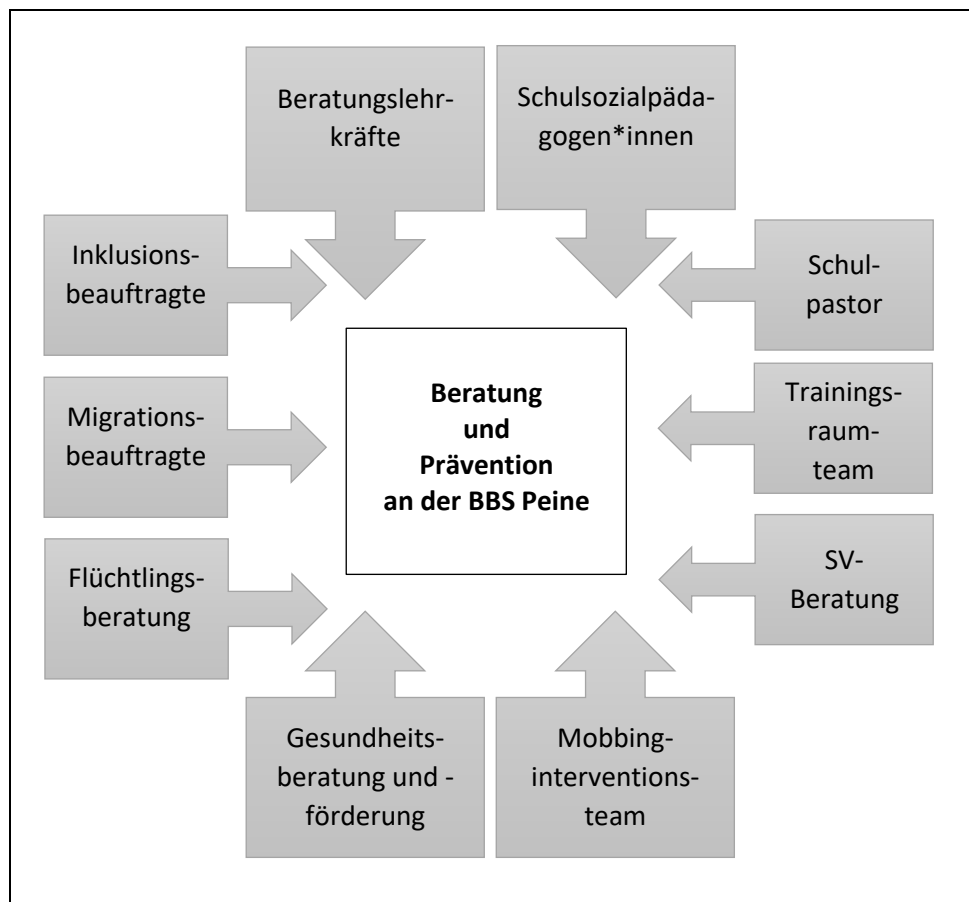 Beratungslehr-
kräfte
Schulsozialpäda-
gogen*innen
Inklusions-
beauftragte
Schul-
pastor
Migrations-
beauftragte
Beratung
und
Prävention
an der BBS Peine
Trainings-
raum-
team
Flüchtlings-
beratung
SV-
Beratung
Gesundheits-
beratung und -
förderung
Mobbing-
interventions-
team